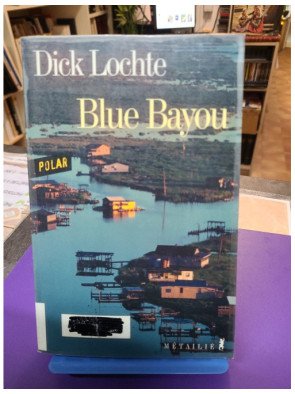 Dick Lochte
Blue Bayou
POLAR
MÉTAILIÉ